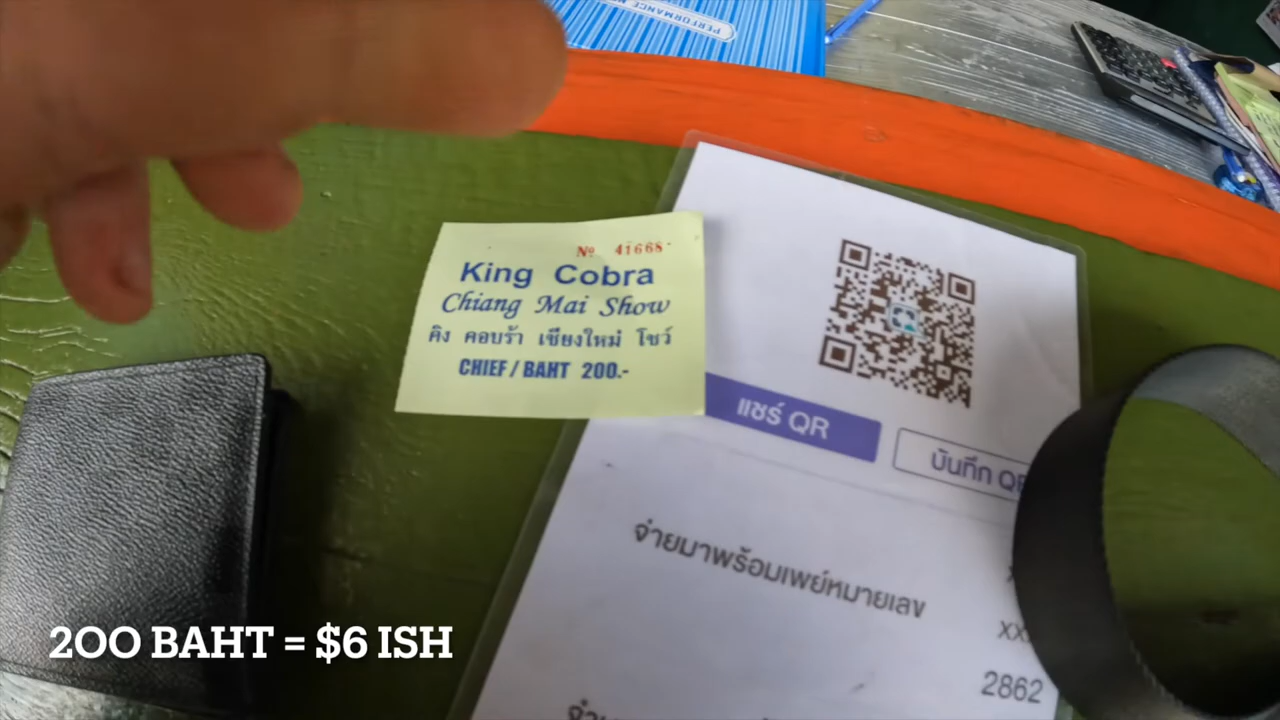 PERFORMANCE
№ 41668
King Cobra
Chiang Mai Show
คิง คอบร้า เชียงใหม่ โชว์
CHIEF / BAHT 200.-
แชร์ QR
บันทึก QR
จ่ายมาพร้อมเพย์หมายเลข
2862
200 BAHT = $6 ISH